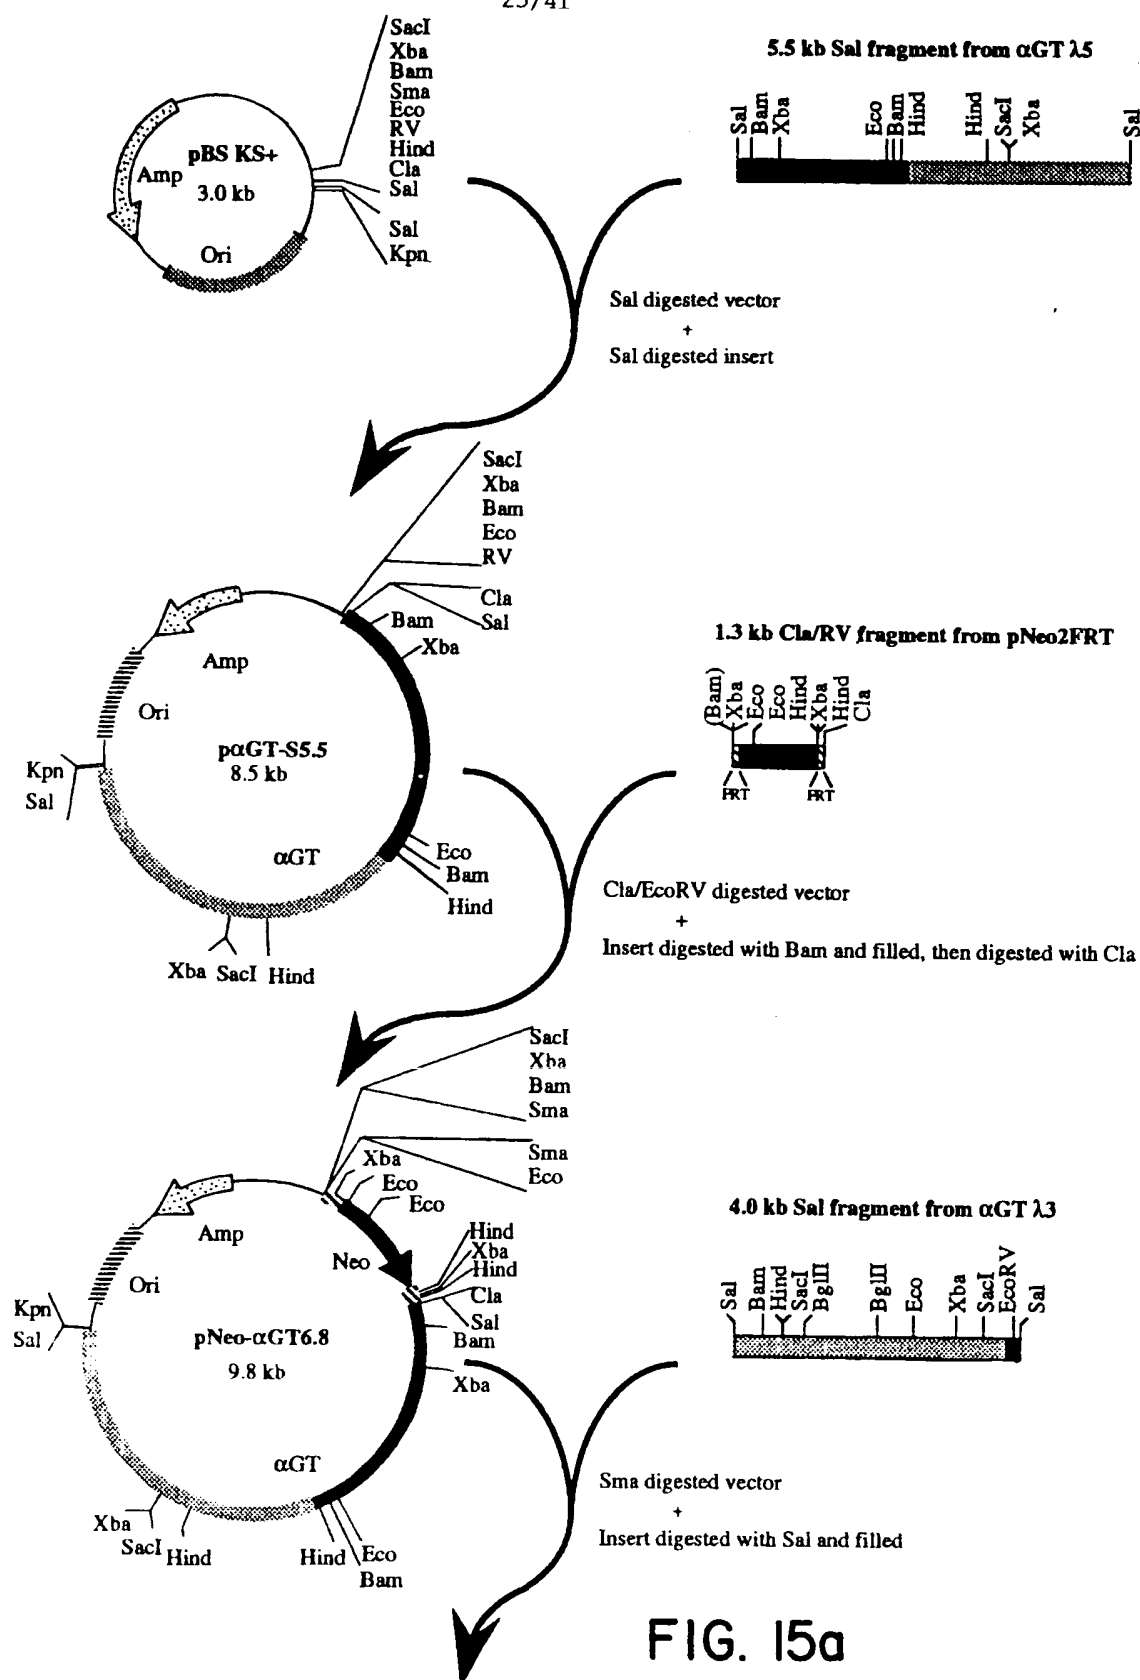 25/41
SacI
Xba
Bam
Sma
Eco
RV
Hind
Cla
Sal
Sal
Kpn
pBS KS+
3.0 kb
Amp
Ori
5.5 kb Sal fragment from αGT λ5
Sal
Bam
Xba
Eco
Bam
Hind
Hind
SacI
Xba
Sal
Sal digested vector
+
Sal digested insert
SacI
Xba
Bam
Eco
RV
Cla
Sal
Bam
Xba
Amp
Ori
pαGT-S5.5
8.5 kb
Kpn
Sal
αGT
Eco
Bam
Hind
Xba SacI Hind
1.3 kb Cla/RV fragment from pNeo2FRT
(Bam)
Xba
Eco
Eco
Hind
Xba
Hind
Cla
FRT
FRT
Cla/EcoRV digested vector
+
Insert digested with Bam and filled, then digested with Cla
SacI
Xba
Bam
Sma
Sma
Eco
Xba
Eco
Eco
Amp
Neo
Hind
Xba
Hind
Cla
Sal
Bam
Xba
Ori
Kpn
Sal
pNeo-αGT6.8
9.8 kb
αGT
Xba
SacI
Hind
Hind
Eco
Bam
4.0 kb Sal fragment from αGT λ3
Sal
Bam
Hind
SacI
BglII
BglII
Eco
Xba
SacI
EcoRV
Sal
Sma digested vector
+
Insert digested with Sal and filled
FIG. 15a